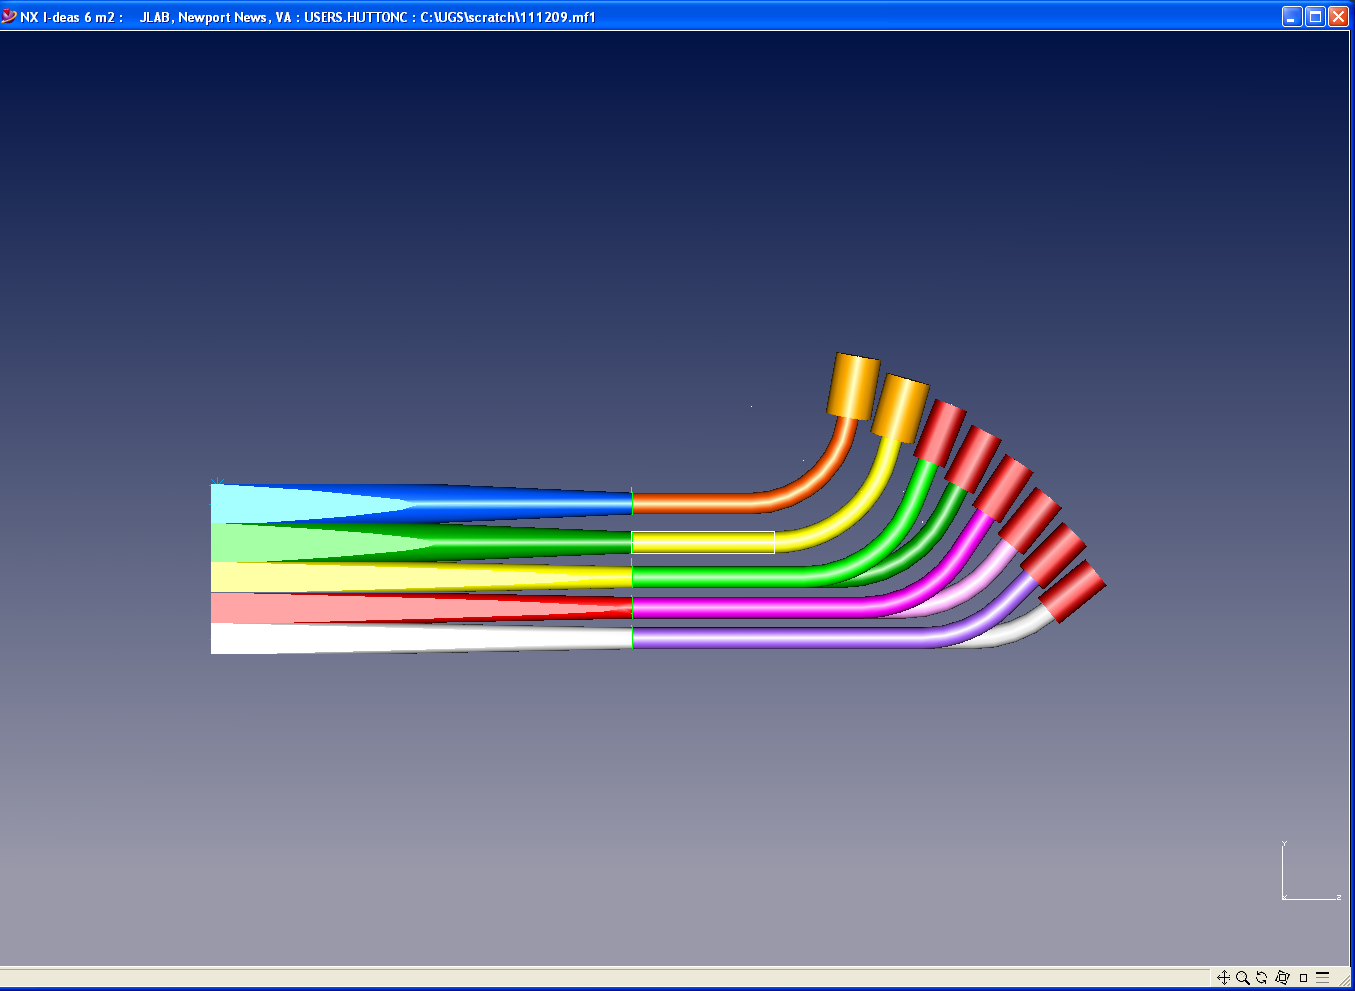 NX I-deas 6 m2 :    JLAB, Newport News, VA : USERS.HUTTONC : C:\UGS\scratch\111209.mf1
Y
X Z